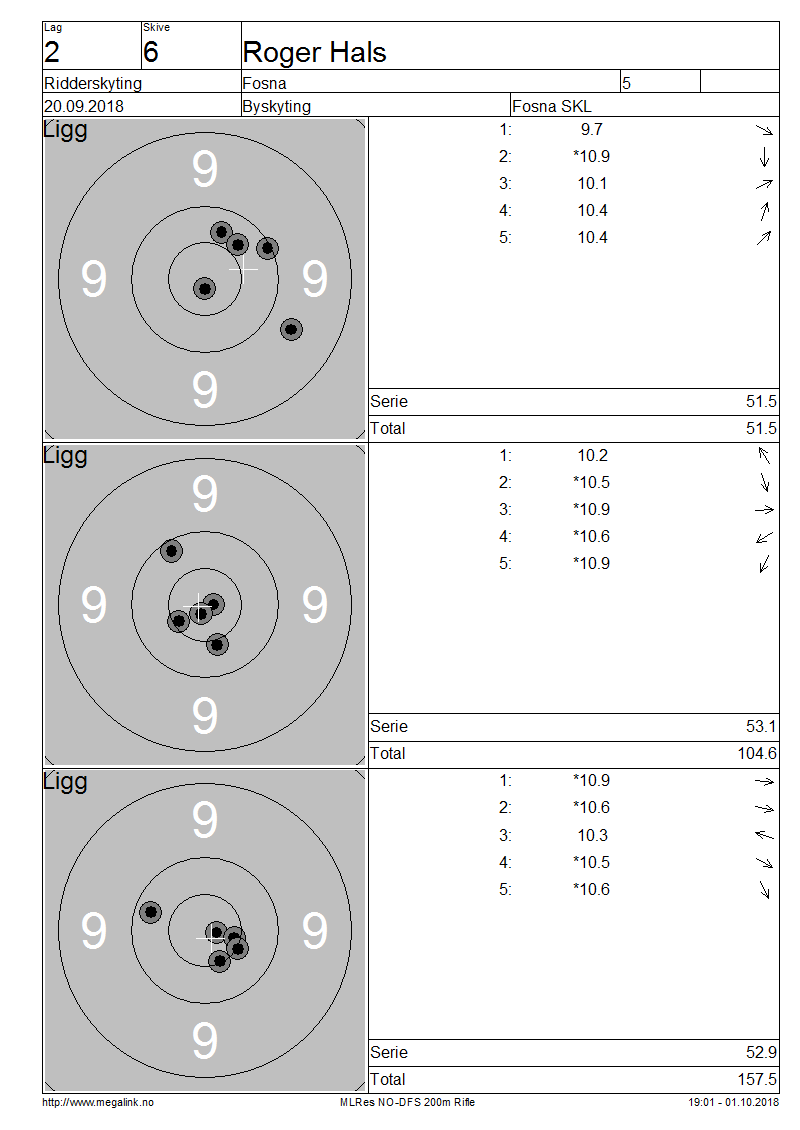 Lag Skive
2 6 Roger Hals
Ridderskyting Fosna 5
20.09.2018 Byskyting Fosna SKL
Ligg
9
9 9
9
1: 9.7
2: *10.9
3: 10.1
4: 10.4
5: 10.4
Serie 51.5
Total 51.5
Ligg
9
9 9
9
1: 10.2
2: *10.5
3: *10.9
4: *10.6
5: *10.9
Serie 53.1
Total 104.6
Ligg
9
9 9
9
1: *10.9
2: *10.6
3: 10.3
4: *10.5
5: *10.6
Serie 52.9
Total 157.5
http://www.megalink.no MLRes NO-DFS 200m Rifle 19:01 - 01.10.2018